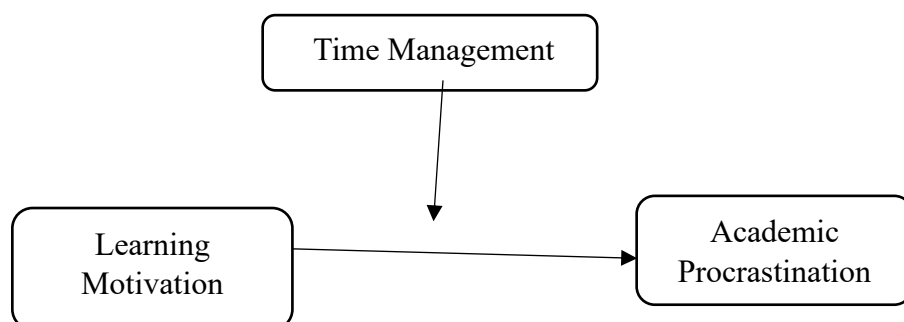 Time Management
Learning
Motivation
Academic
Procrastination